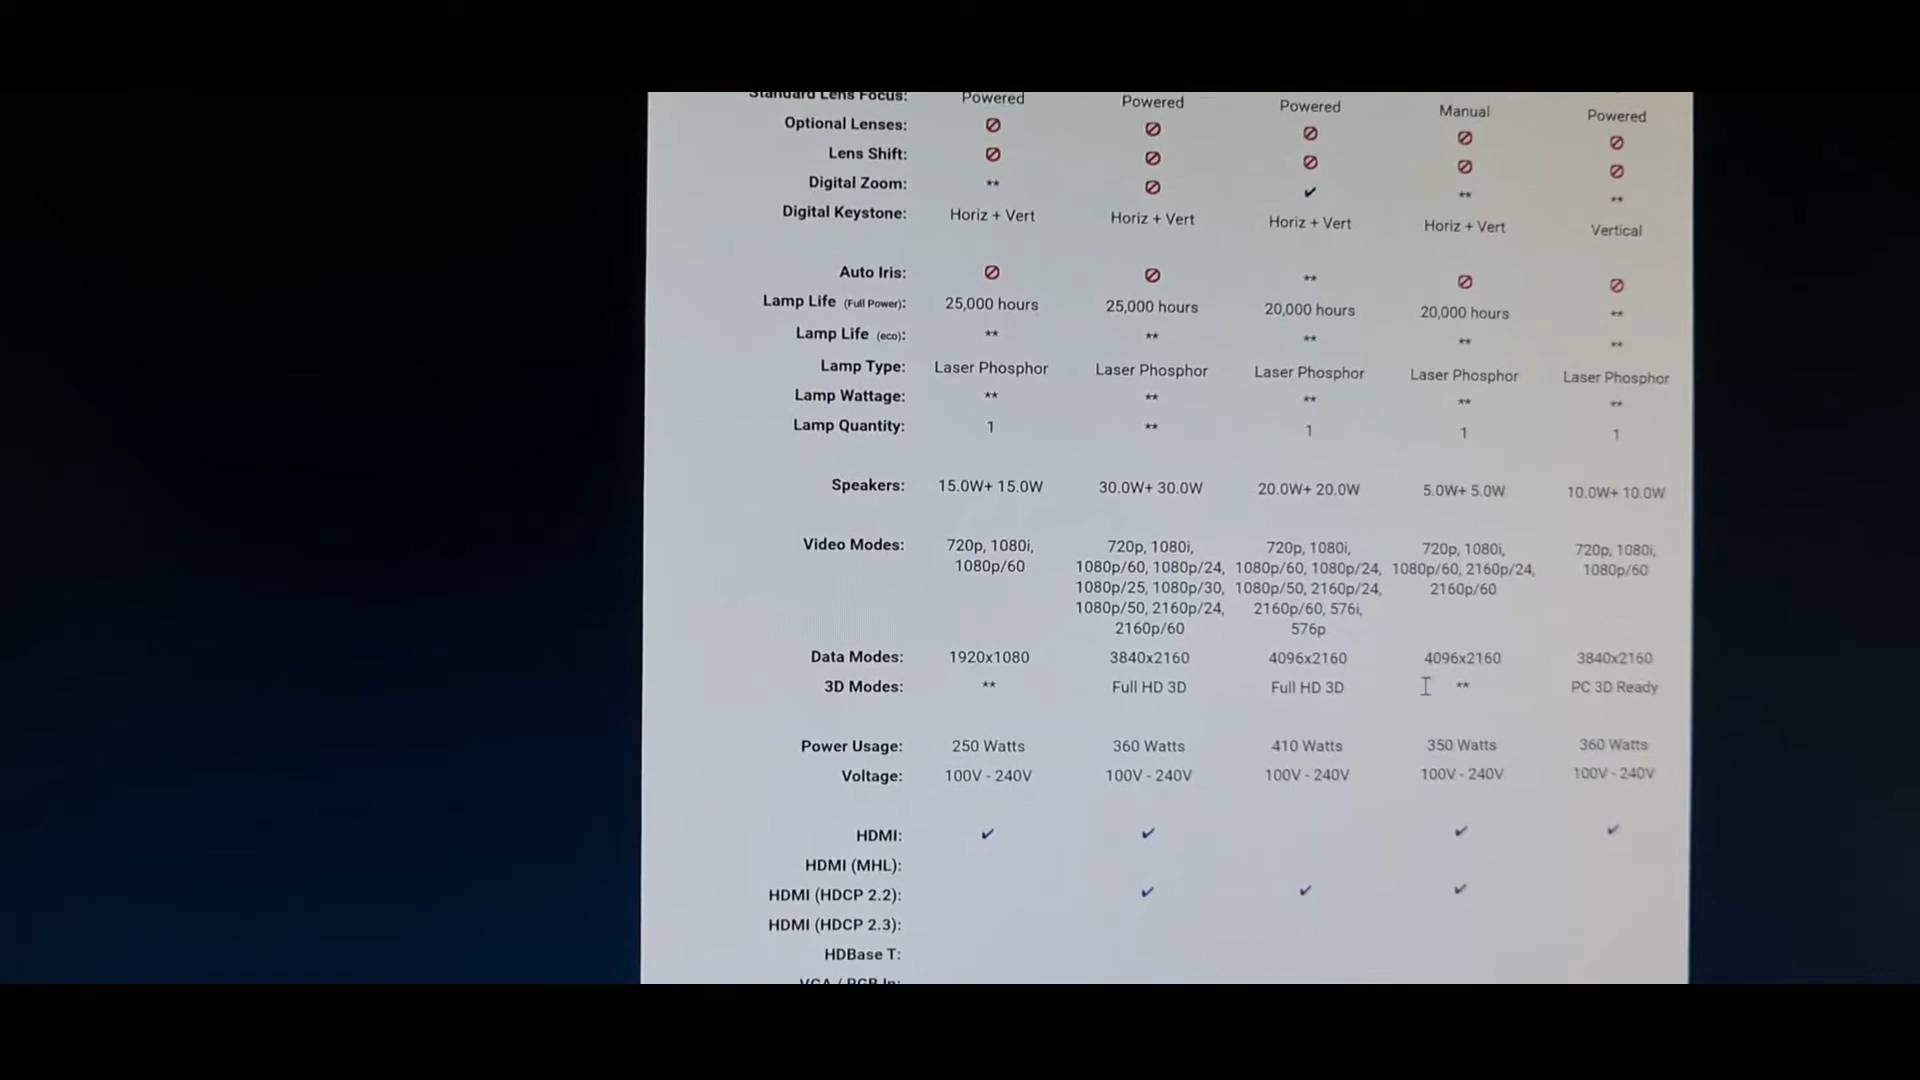 Standard Lens Focus: Powered Powered Powered Manual Powered
Optional Lenses:
Lens Shift:
Digital Zoom: ** ✔ ** **
Digital Keystone: Horiz + Vert Horiz + Vert Horiz + Vert Horiz + Vert Vertical
Auto Iris: **
Lamp Life (Full Power): 25,000 hours 25,000 hours 20,000 hours 20,000 hours **
Lamp Life (eco): ** ** ** ** **
Lamp Type: Laser Phosphor Laser Phosphor Laser Phosphor Laser Phosphor Laser Phosphor
Lamp Wattage: ** ** ** ** **
Lamp Quantity: 1 ** 1 1 1
Speakers: 15.0W+ 15.0W 30.0W+ 30.0W 20.0W+ 20.0W 5.0W+ 5.0W 10.0W+ 10.0W
Video Modes: 720p, 1080i, 720p, 1080i, 720p, 1080i, 720p, 1080i, 720p, 1080i,
1080p/60 1080p/60, 1080p/24, 1080p/60, 1080p/24, 1080p/60, 2160p/24, 1080p/60
1080p/25, 1080p/30, 1080p/50, 2160p/24, 2160p/60
1080p/50, 2160p/24, 2160p/60, 576i,
2160p/60 576p
Data Modes: 1920x1080 3840x2160 4096x2160 4096x2160 3840x2160
3D Modes: ** Full HD 3D Full HD 3D ** PC 3D Ready
Power Usage: 250 Watts 360 Watts 410 Watts 350 Watts 360 Watts
Voltage: 100V - 240V 100V - 240V 100V - 240V 100V - 240V 100V - 240V
HDMI: ✔ ✔ ✔ ✔
HDMI (MHL):
HDMI (HDCP 2.2): ✔ ✔ ✔
HDMI (HDCP 2.3):
HDBase T:
VGA / RGB In: